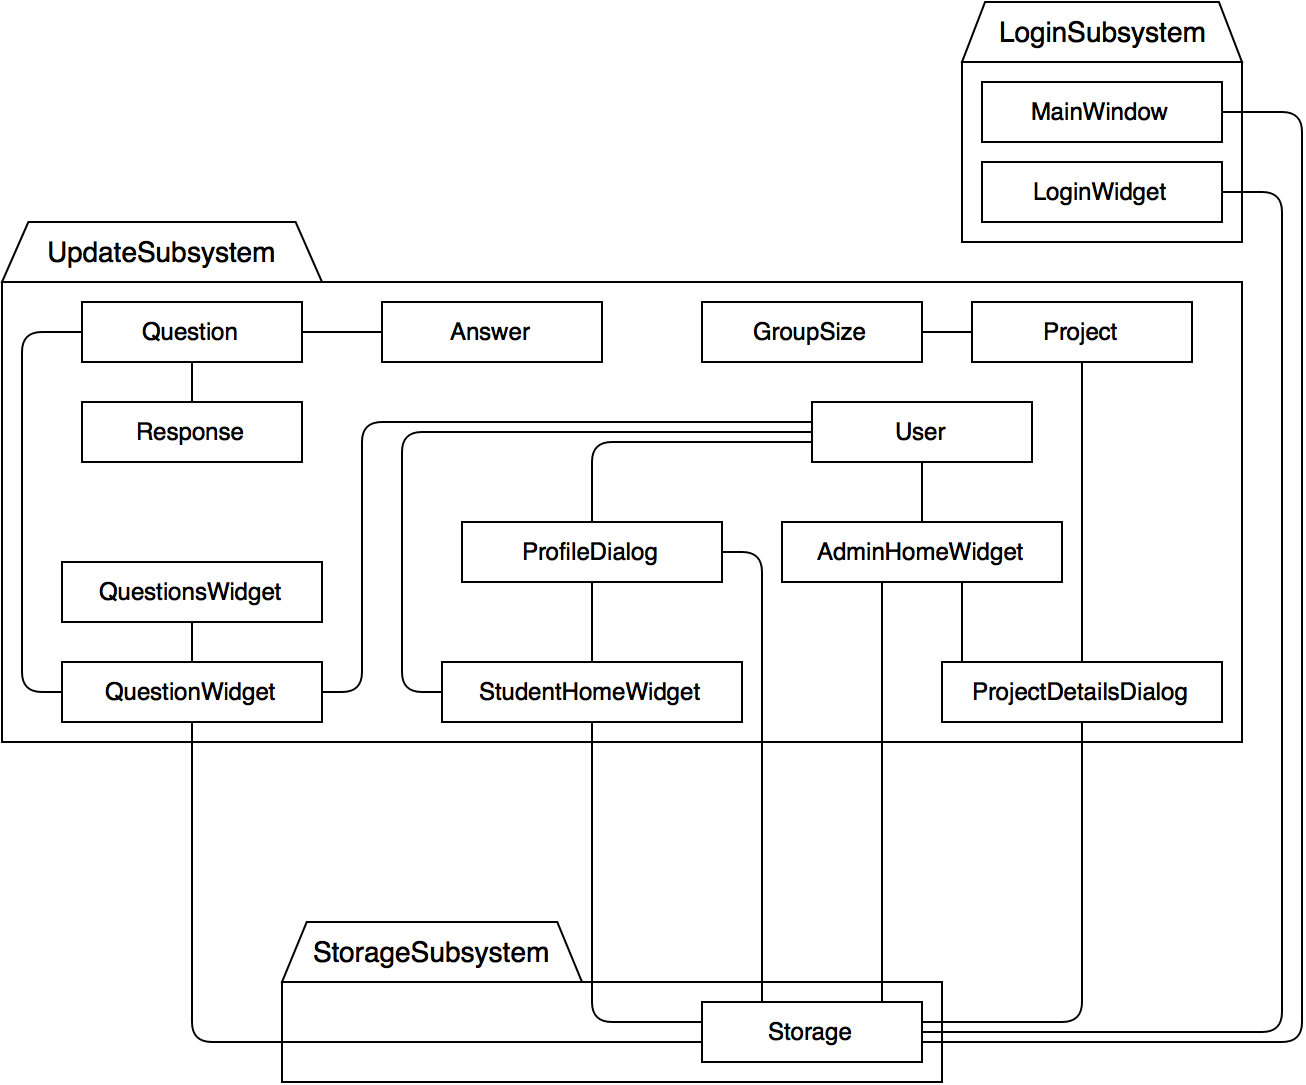 LoginSubsystem
MainWindow
LoginWidget
UpdateSubsystem
Question
Answer
GroupSize
Project
Response
User
ProfileDialog
AdminHomeWidget
QuestionsWidget
QuestionWidget
StudentHomeWidget
ProjectDetailsDialog
StorageSubsystem
Storage